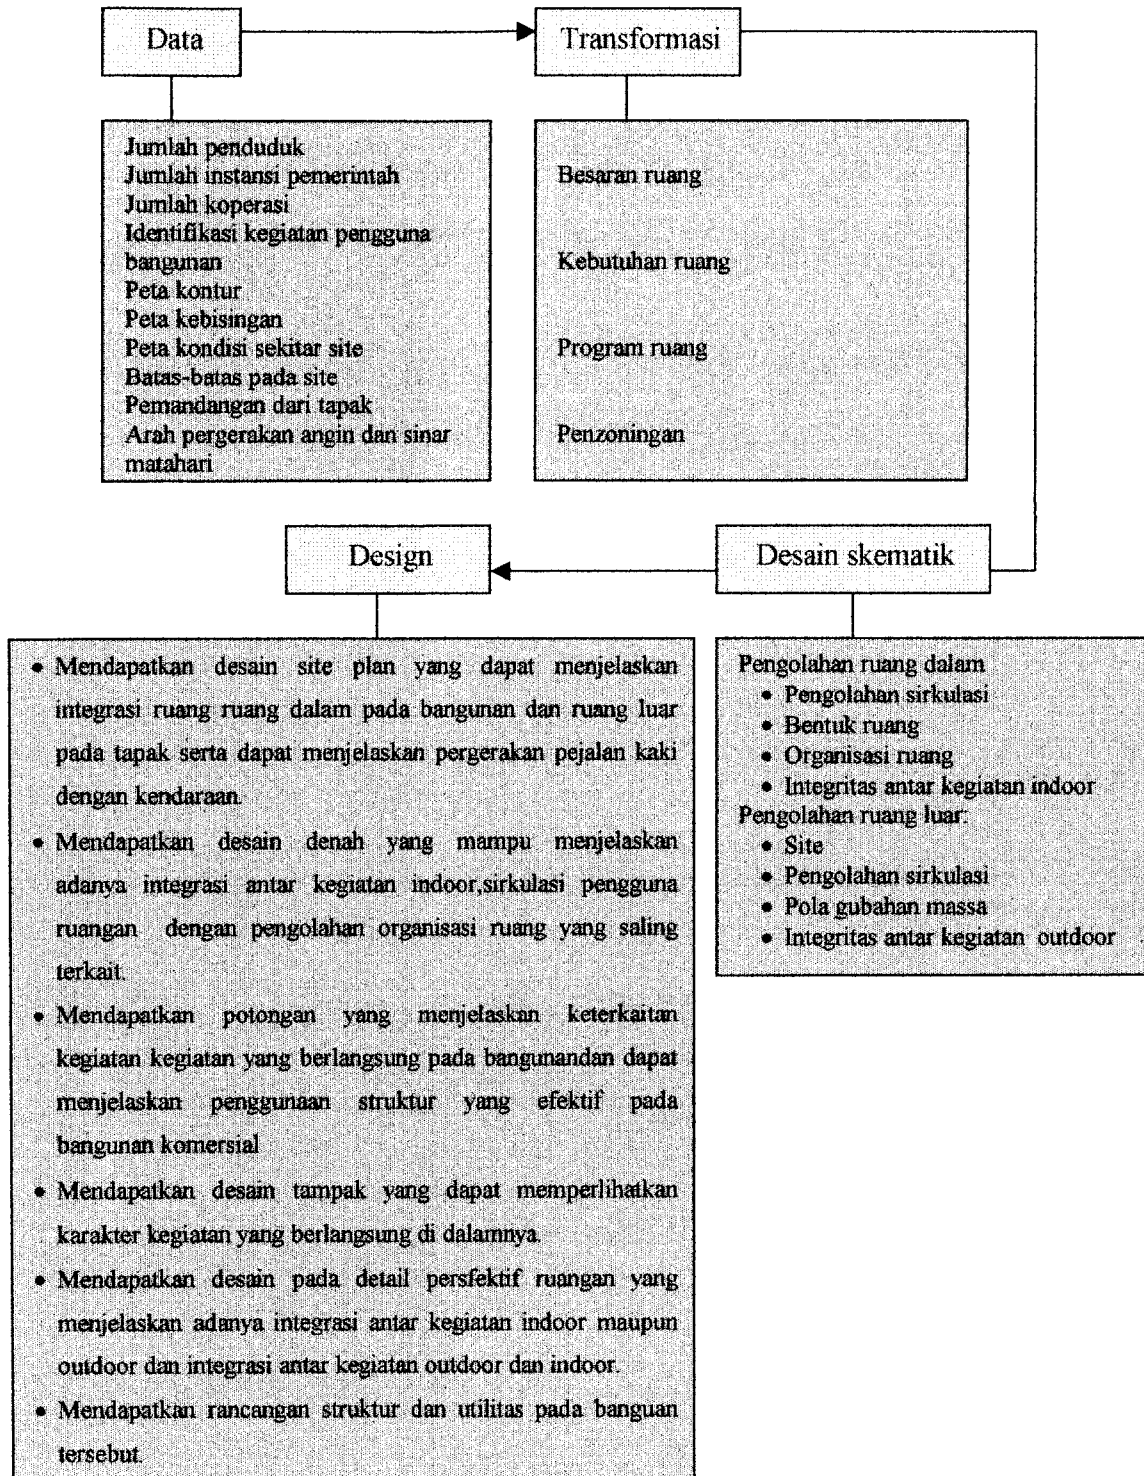 Data
Transformasi
Jumlah penduduk
Jumlah instansi pemerintah
Jumlah koperasi
Identifikasi kegiatan pengguna
bangunan
Peta kontur
Peta kebisingan
Peta kondisi sekitar site
Batas-batas pada site
Pemandangan dari tapak
Arah pergerakan angin dan sinar
matahari
Besaran ruang
Kebutuhan ruang
Program ruang
Penzoningan
Design
Desain skematik
• Mendapatkan desain site plan yang dapat menjelaskan
integrasi ruang ruang dalam pada bangunan dan ruang luar
pada tapak serta dapat menjelaskan pergerakan pejalan kaki
dengan kendaraan.
• Mendapatkan desain denah yang mampu menjelaskan
adanya integrasi antar kegiatan indoor,sirkulasi pengguna
ruangan dengan pengolahan organisasi ruang yang saling
terkait.
• Mendapatkan potongan yang menjelaskan keterkaitan
kegiatan kegiatan yang berlangsung pada bangunandan dapat
menjelaskan penggunaan struktur yang efektif pada
bangunan komersial
• Mendapatkan desain tampak yang dapat memperlihatkan
karakter kegiatan yang berlangsung di dalamnya.
• Mendapatkan desain pada detail persfektif ruangan yang
menjelaskan adanya integrasi antar kegiatan indoor maupun
outdoor dan integrasi antar kegiatan outdoor dan indoor.
• Mendapatkan rancangan struktur dan utilitas pada banguan
tersebut.
Pengolahan ruang dalam
• Pengolahan sirkulasi
• Bentuk ruang
• Organisasi ruang
• Integritas antar kegiatan indoor
Pengolahan ruang luar:
• Site
• Pengolahan sirkulasi
• Pola gubahan massa
• Integritas antar kegiatan outdoor